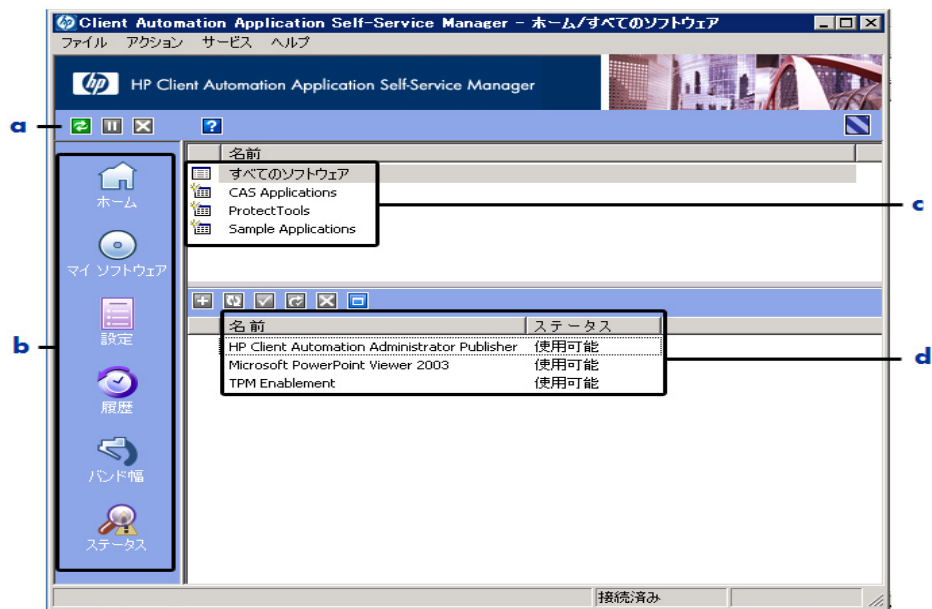 Client Automation Application Self-Service Manager - ホーム/すべてのソフトウェア
ファイル アクション サービス ヘルプ
hp HP Client Automation Application Self-Service Manager
a
?
名前
すべてのソフトウェア
CAS Applications
ProtectTools
Sample Applications
c
ホーム
マイ ソフトウェア
設定
履歴
バンド幅
ステータス
b
名前 ステータス
HP Client Automation Administrator Publisher 使用可能
Microsoft PowerPoint Viewer 2003 使用可能
TPM Enablement 使用可能
d
接続済み